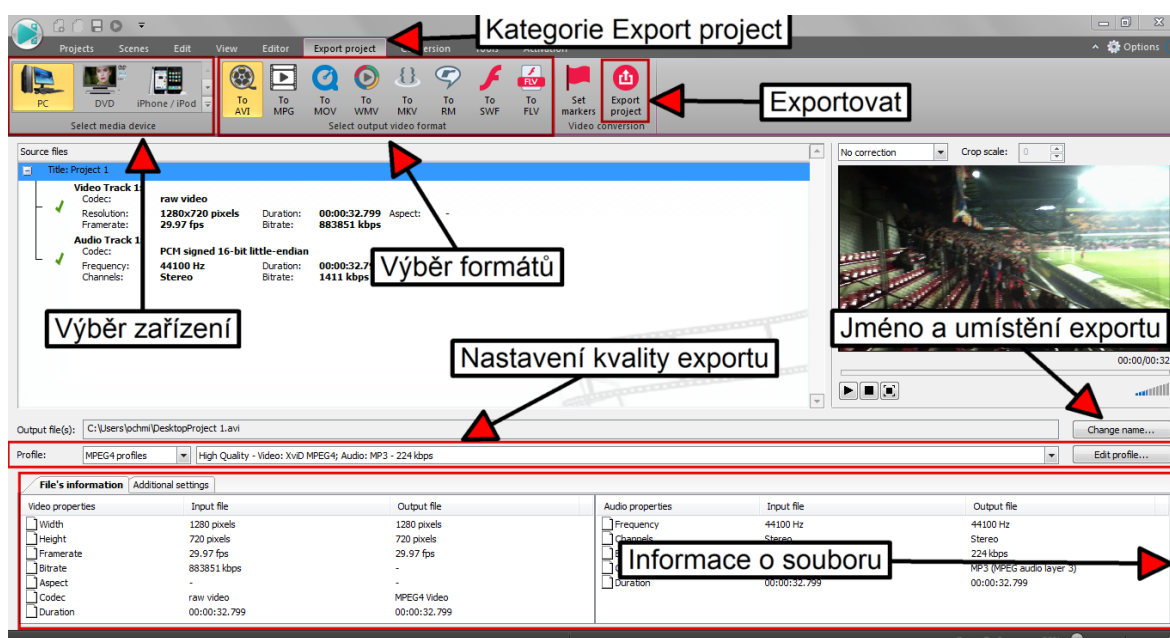 Kategorie Export project
Projects Scenes Edit View Editor Export project Options
PC DVD iPhone / iPod
To AVI To MPG To MOV To WMV To MKV To RM To SWF To FLV
FLV
Set markers Export project
Select media device Select output video format Video conversion
Exportovat
Source files
No correction Crop scale: 0
Title: Project 1
Video Track 1
Codec: raw video
Resolution: 1280x720 pixels Duration: 00:00:32.799 Aspect: -
Framerate: 29.97 fps Bitrate: 883851 kbps
Audio Track 1
Codec: PCM signed 16-bit little-endian
Frequency: 44100 Hz Duration:
Channels: Stereo Bitrate: 1411 kbps
Výběr formátů
Výběr zařízení
Jméno a umístění exportu
Nastavení kvality exportu
00:00/00:32
Output file(s): C:\Users\pchmi\DesktopProject 1.avi Change name...
Profile: MPEG4 profiles High Quality - Video: XviD MPEG4; Audio: MP3 - 224 kbps Edit profile...
File's information Additional settings
Video properties Input file Output file Audio properties Input file Output file
Width 1280 pixels 1280 pixels Frequency 44100 Hz 44100 Hz
Height 720 pixels 720 pixels Channels Stereo Stereo
Framerate 29.97 fps 29.97 fps 224 kbps
Bitrate 883851 kbps - MP3 (MPEG audio layer 3)
Informace o souboru
Aspect - - Duration 00:00:32.799 00:00:32.799
Codec raw video MPEG4 Video
Duration 00:00:32.799 00:00:32.799